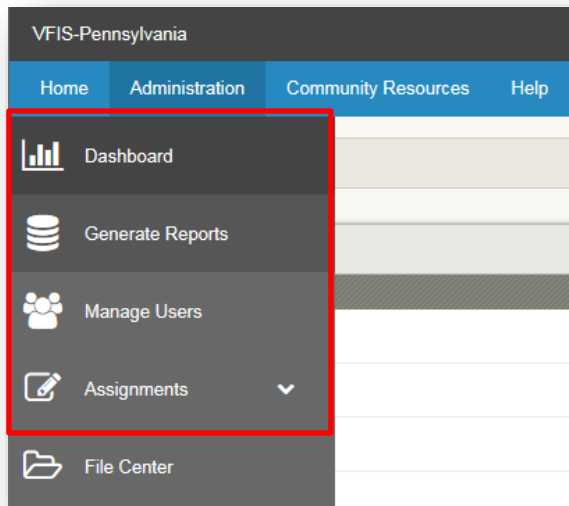 VFIS-Pennsylvania
Home Administration Community Resources Help
Dashboard
Generate Reports
Manage Users
Assignments
File Center